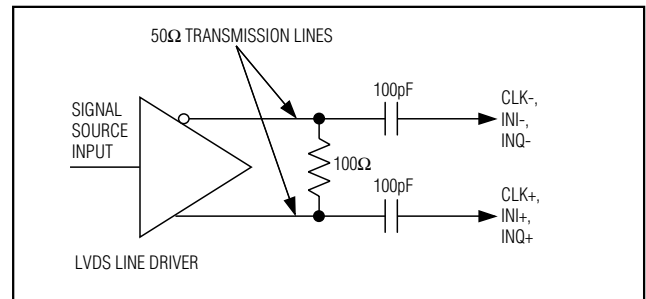 50Ω TRANSMISSION LINES
SIGNAL
SOURCE
INPUT
100pF
CLK-,
INI-,
INQ-
100Ω
100pF
CLK+,
INI+,
INQ+
LVDS LINE DRIVER